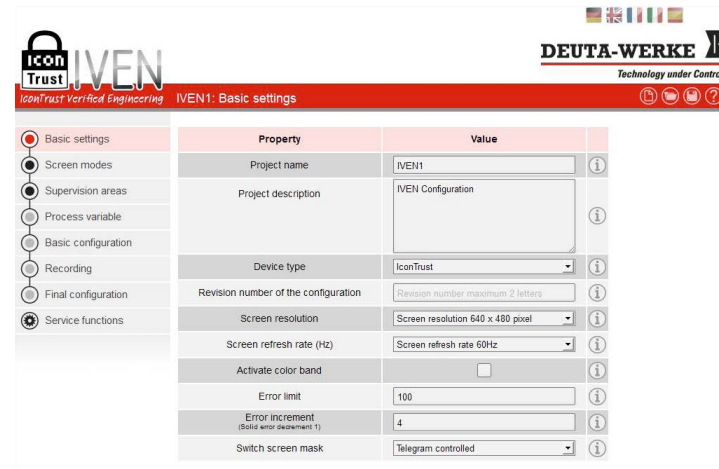 Icon
Trust
IVEN
IconTrust Verified Engineering
DEUTA-WERKE
Technology under Contro
IVEN1: Basic settings
?
Basic settings
Screen modes
Supervision areas
Process variable
Basic configuration
Recording
Final configuration
Service functions
Property Value
Project name IVEN1
Project description IVEN Configuration
Device type IconTrust
Revision number of the configuration Revision number maximum 2 letters
Screen resolution Screen resolution 640 x 480 pixel
Screen refresh rate (Hz) Screen refresh rate 60Hz
Activate color band
Error limit 100
Error increment 4
(Solid error decrement 1)
Switch screen mask Telegram controlled